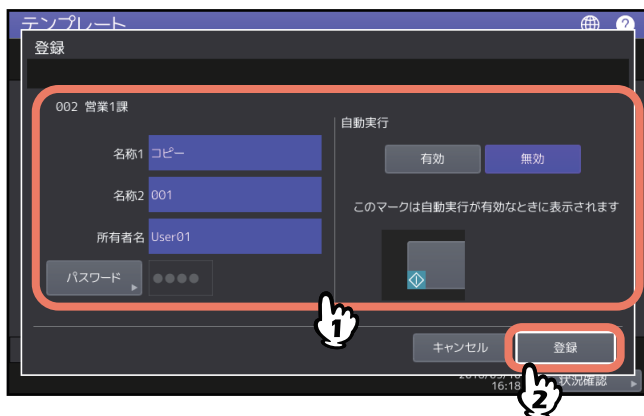 テンプレート
登録
002 営業1課
名称1 コピー
名称2 001
所有者名 User01
パスワード ●●●●
自動実行
有効 無効
このマークは自動実行が有効なときに表示されます
1
キャンセル 登録
16:18 状況確認
2